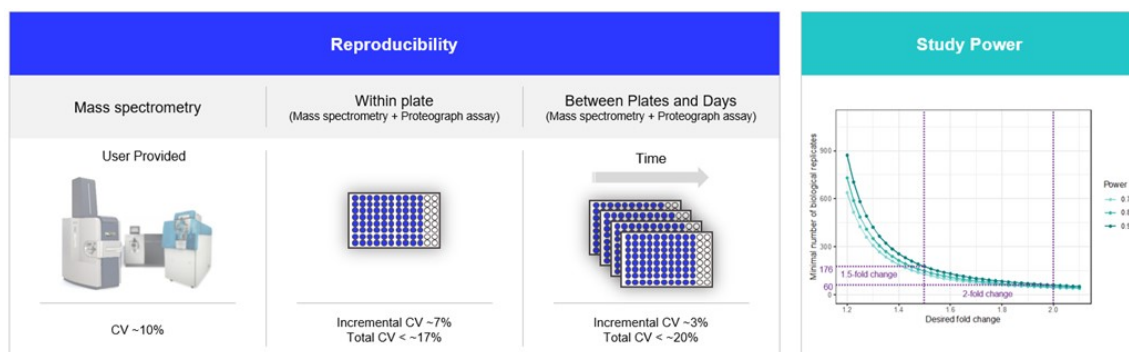 Reproducibility
Mass spectrometry
Within plate
(Mass spectrometry + Proteograph assay)
Between Plates and Days
(Mass spectrometry + Proteograph assay)
User Provided
Time
CV ~10%
Incremental CV ~7%
Total CV < ~17%
Incremental CV ~3%
Total CV < ~20%
Study Power
Minimal number of biological replicates
900
600
300
176
60
0
1.5-fold change
2-fold change
1.2
1.4
1.6
1.8
2.0
Desired fold change
Power